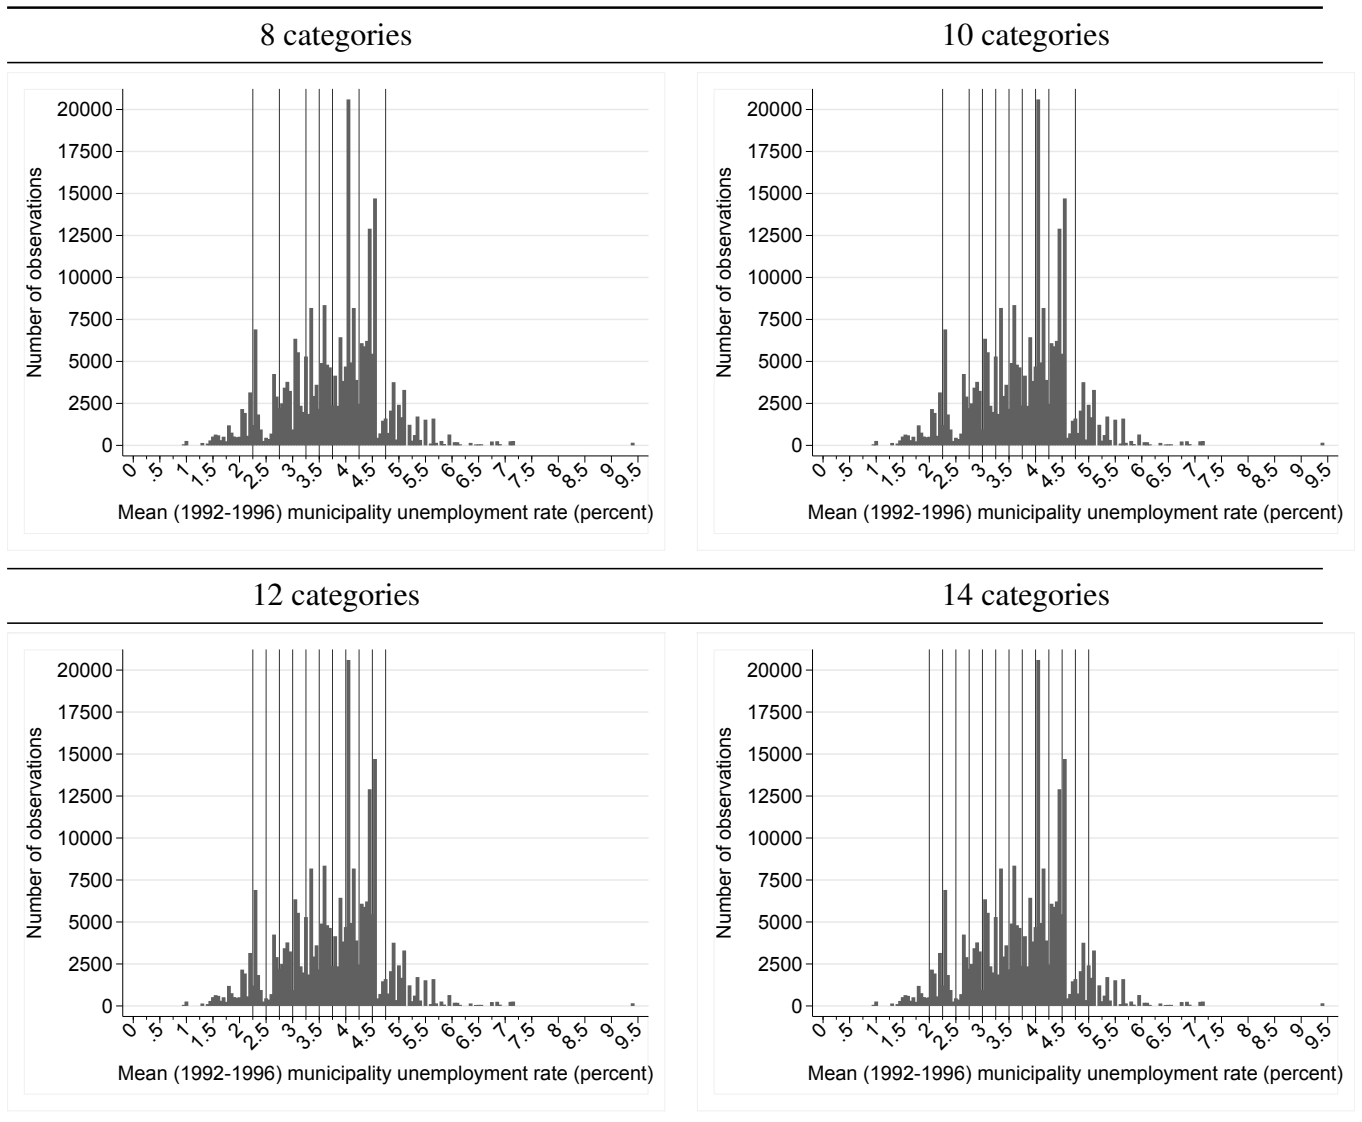 8 categories
10 categories
20000
17500
15000
12500
10000
7500
5000
2500
0
Number of observations
0 .5 1 1.5 2 2.5 3 3.5 4 4.5 5 5.5 6 6.5 7 7.5 8 8.5 9 9.5
Mean (1992-1996) municipality unemployment rate (percent)
20000
17500
15000
12500
10000
7500
5000
2500
0
Number of observations
0 .5 1 1.5 2 2.5 3 3.5 4 4.5 5 5.5 6 6.5 7 7.5 8 8.5 9 9.5
Mean (1992-1996) municipality unemployment rate (percent)
12 categories
14 categories
20000
17500
15000
12500
10000
7500
5000
2500
0
Number of observations
0 .5 1 1.5 2 2.5 3 3.5 4 4.5 5 5.5 6 6.5 7 7.5 8 8.5 9 9.5
Mean (1992-1996) municipality unemployment rate (percent)
20000
17500
15000
12500
10000
7500
5000
2500
0
Number of observations
0 .5 1 1.5 2 2.5 3 3.5 4 4.5 5 5.5 6 6.5 7 7.5 8 8.5 9 9.5
Mean (1992-1996) municipality unemployment rate (percent)